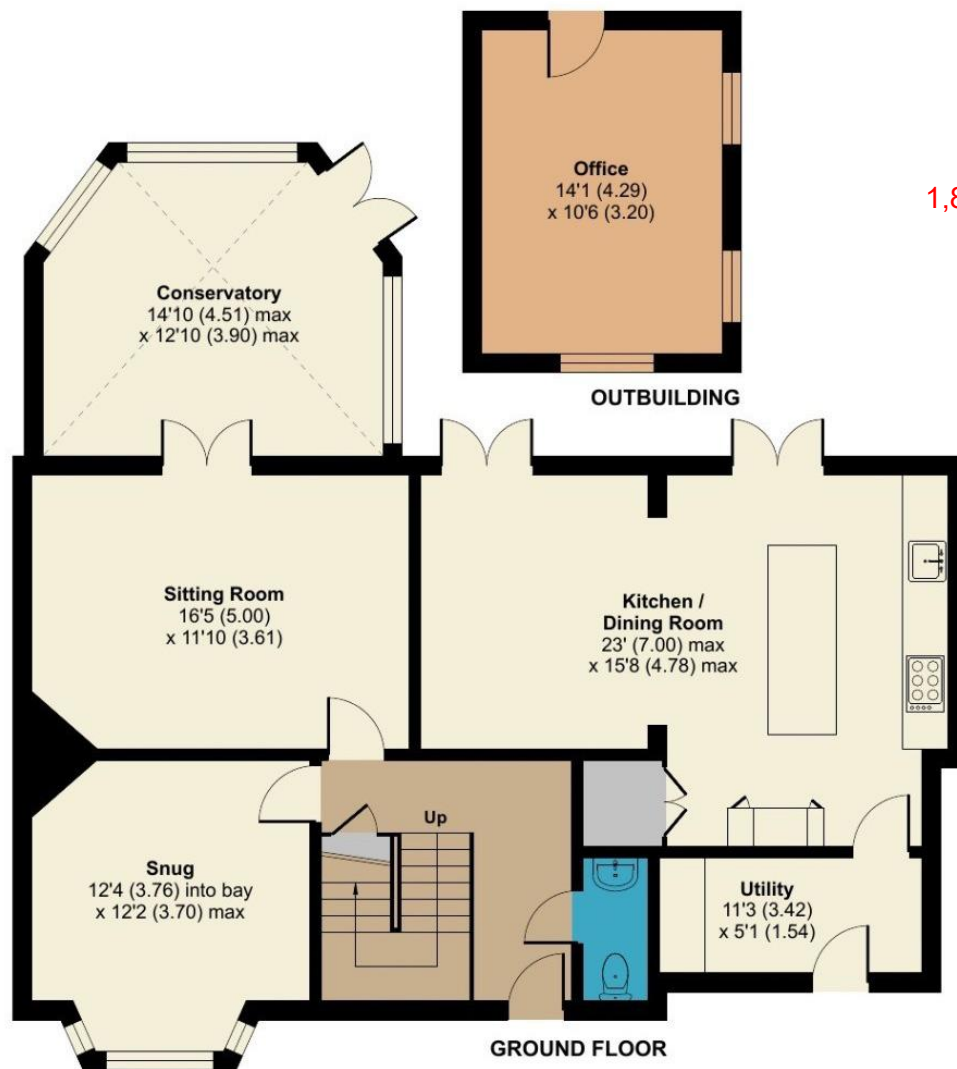 Office
14'1 (4.29)
x 10'6 (3.20)
OUTBUILDING
Conservatory
14'10 (4.51) max
x 12'10 (3.90) max
Sitting Room
16'5 (5.00)
x 11'10 (3.61)
Kitchen /
Dining Room
23' (7.00) max
x 15'8 (4.78) max
Up
Snug
12'4 (3.76) into bay
x 12'2 (3.70) max
Utility
11'3 (3.42)
x 5'1 (1.54)
GROUND FLOOR